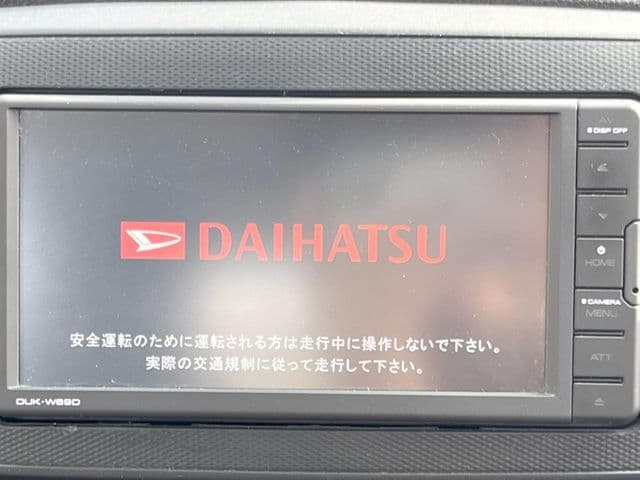 DISP OFF
DAIHATSU
HOME
CAMERA
MENU
安全運転のために運転される方は走行中に操作しないで下さい。
実際の交通規制に従って走行して下さい。
ATT
DUK-W69D